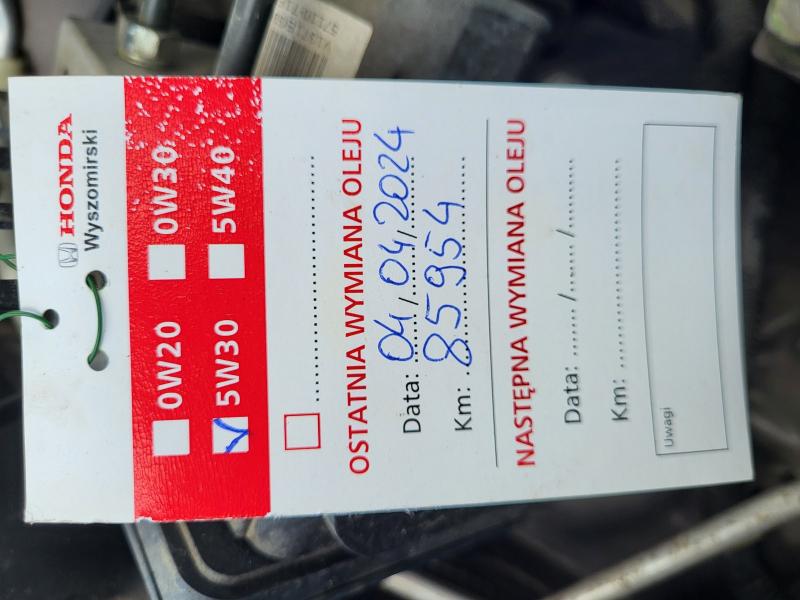 HONDA
Wyszomirski
0W20 0W30
5W30 5W40
OSTATNIA WYMIANA OLEJU
Data: 04/04/2024
Km: 85954
NASTĘPNA WYMIANA OLEJU
Data: ......./......./.......
Km: ..............................
Uwagi